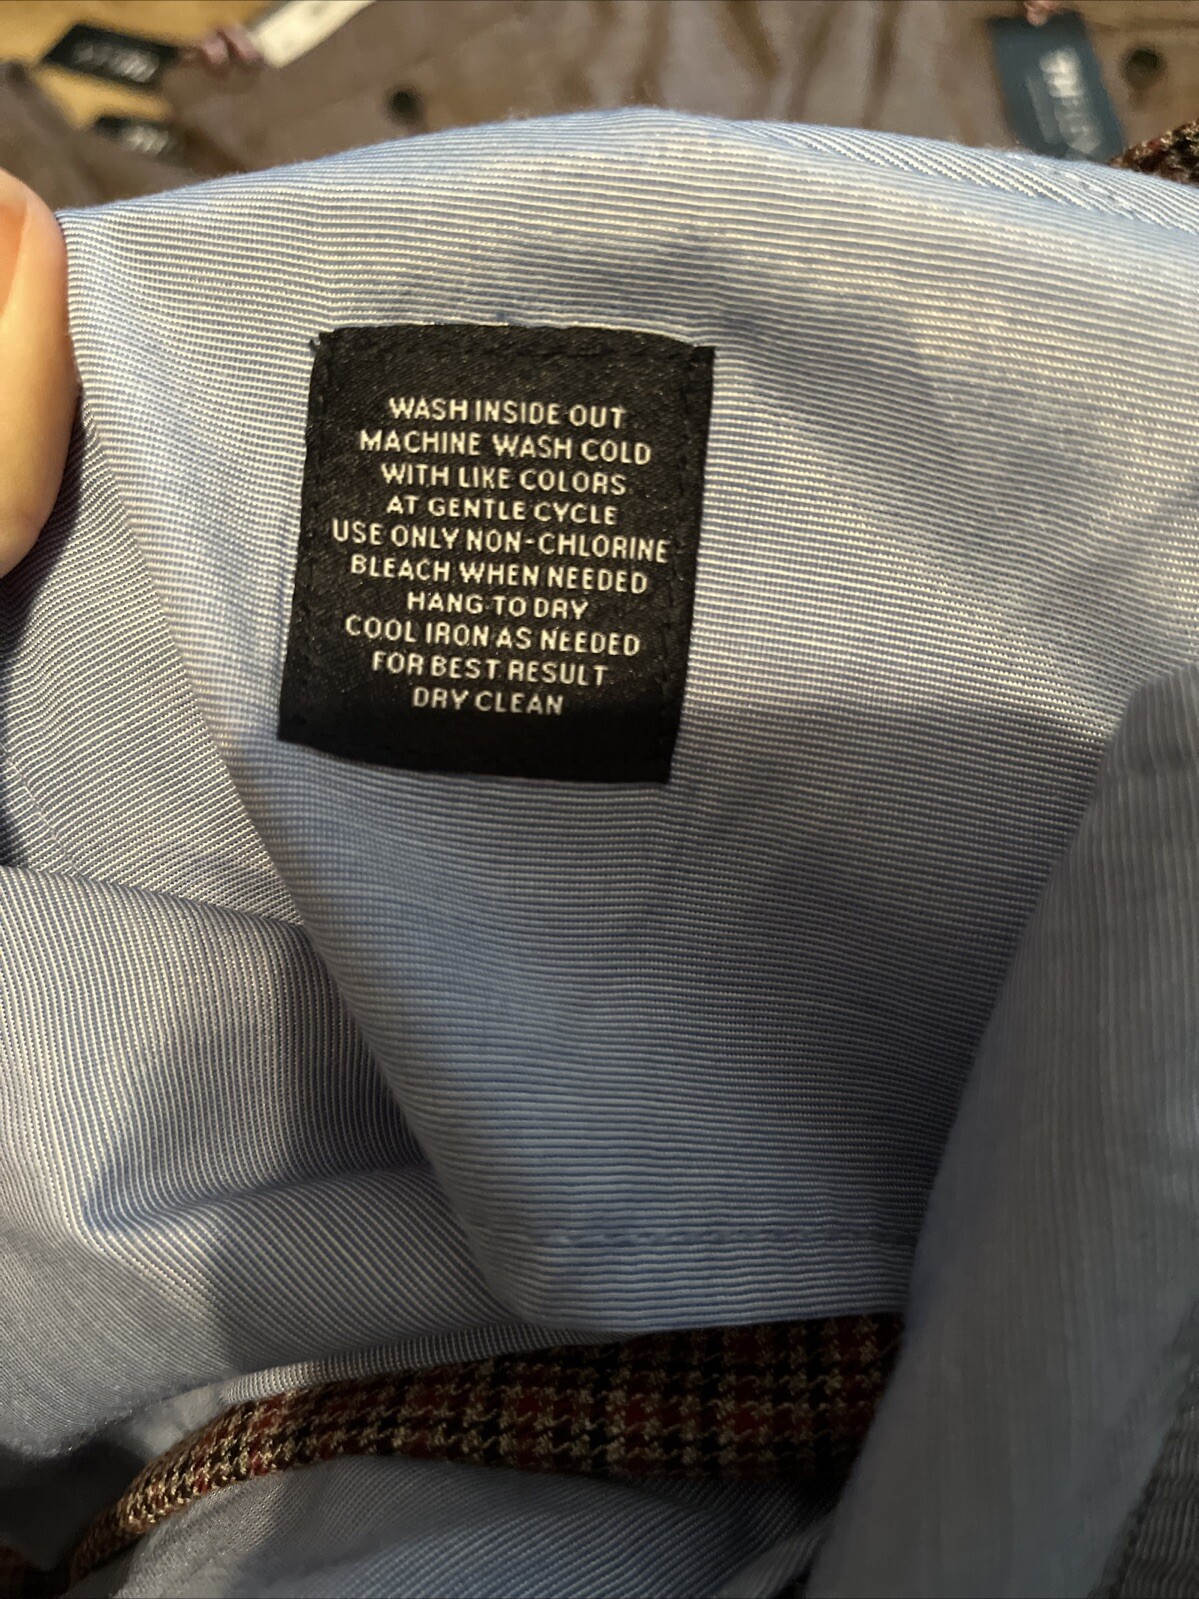 WASH INSIDE OUT
MACHINE WASH COLD
WITH LIKE COLORS
AT GENTLE CYCLE
USE ONLY NON-CHLORINE
BLEACH WHEN NEEDED
HANG TO DRY
COOL IRON AS NEEDED
FOR BEST RESULT
DRY CLEAN